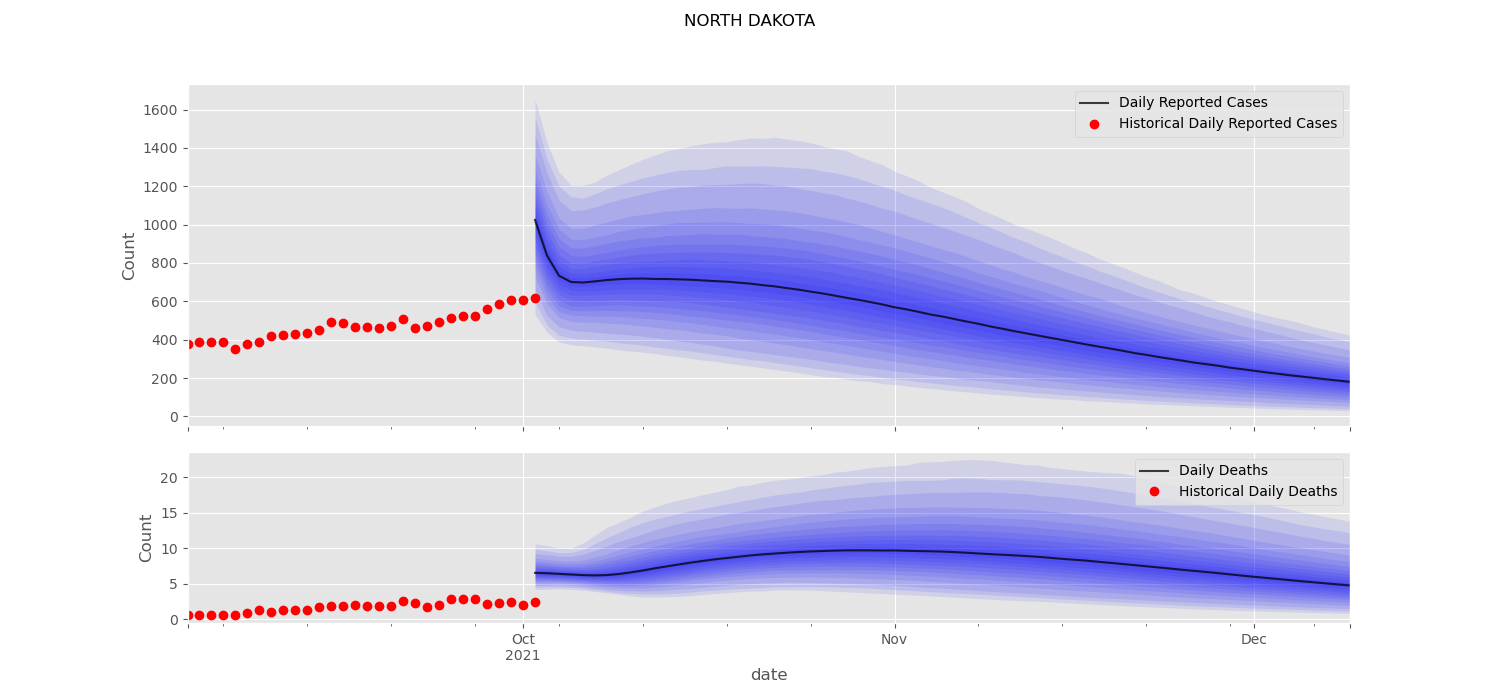 NORTH DAKOTA
Count
1600
1400
1200
1000
800
600
400
200
0
Daily Reported Cases
Historical Daily Reported Cases
Count
20
15
10
5
0
Daily Deaths
Historical Daily Deaths
Oct
2021
Nov
Dec
date